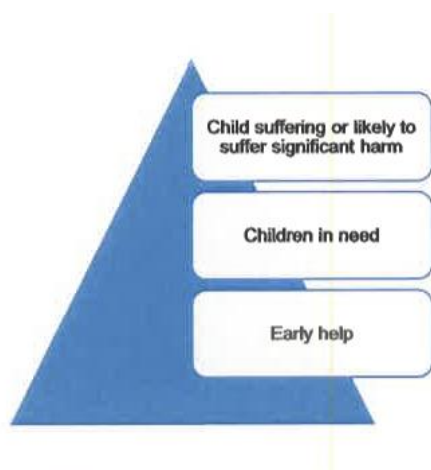 Child suffering or likely to
suffer significant harm
Children in need
Early help